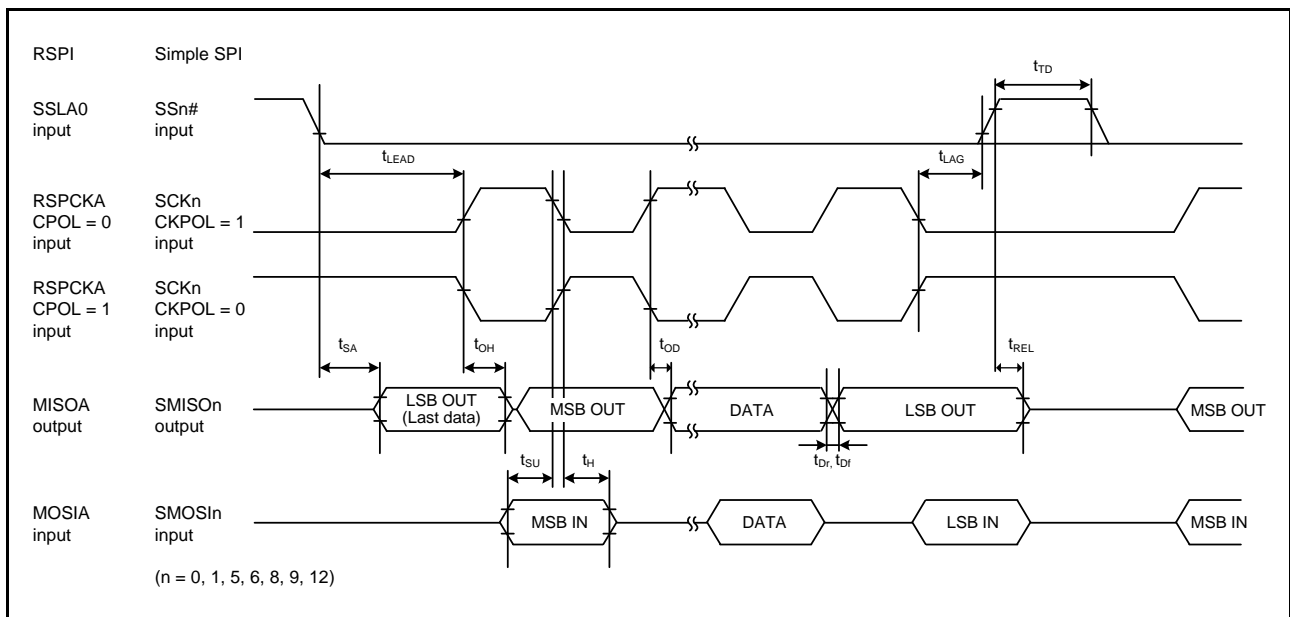 RSPI Simple SPI
tTD
SSLA0 SSn#
input input
tLEAD tLAG
RSPCKA SCKn
CPOL = 0 CKPOL = 1
input input
RSPCKA SCKn
CPOL = 1 CKPOL = 0
input input
tSA tOH tOD tREL
MISOA SMISOn
output output
LSB OUT
(Last data)
MSB OUT DATA LSB OUT MSB OUT
tSU tH tDr, tDf
MOSIA SMOSIn
input input
MSB IN DATA LSB IN MSB IN
(n = 0, 1, 5, 6, 8, 9, 12)